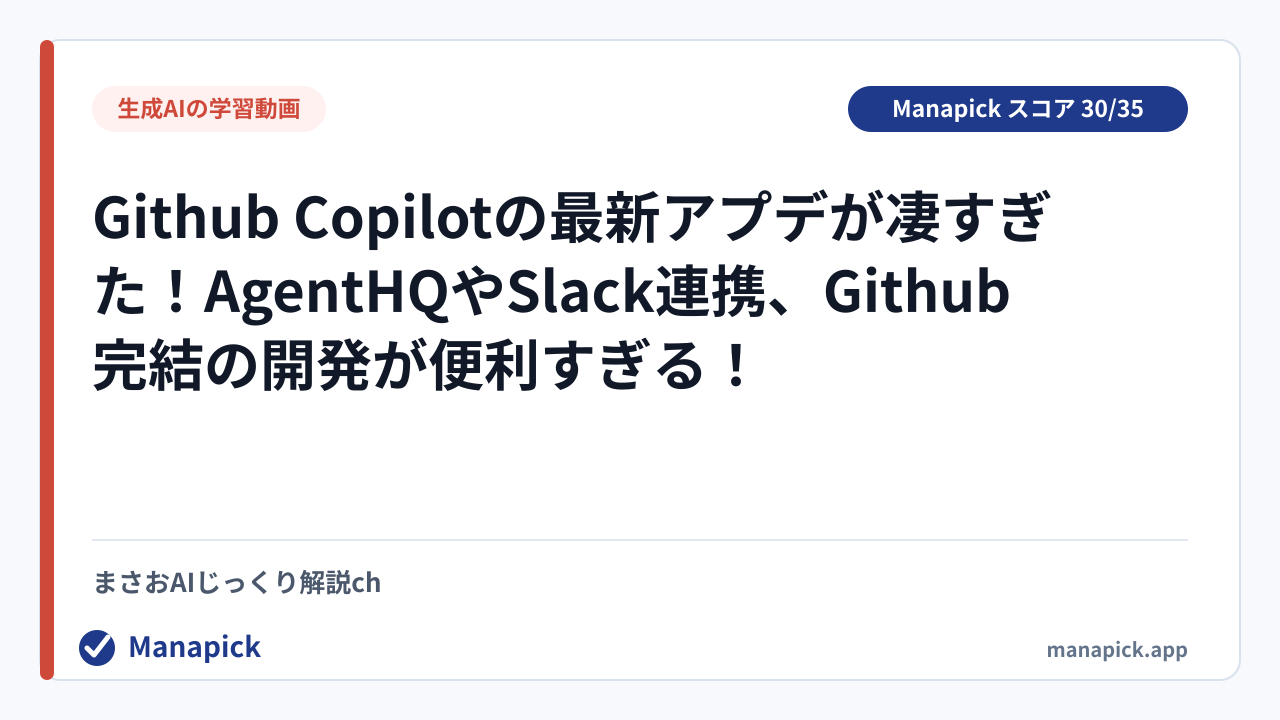 生成AIの学習動画
Manapick スコア 30/35
Github Copilotの最新アプデが凄すぎ
た！AgentHQやSlack連携、Github
完結の開発が便利すぎる！
まさおAIじっくり解説ch
Manapick
manapick.app